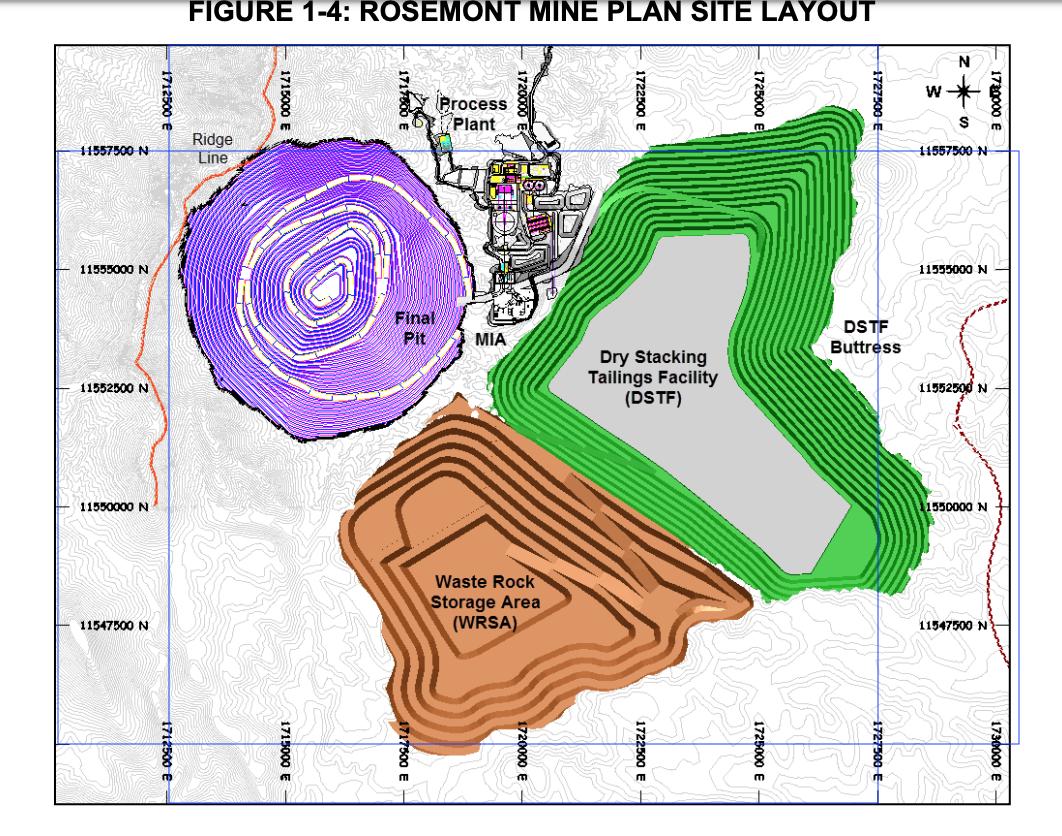 FIGURE 1-4: ROSEMONT MINE PLAN SITE LAYOUT
N
W E
S
1712500 E
1715000 E
1717500 E
1720000 E
1722500 E
1725000 E
1727500 E
1730000 E
Process
Plant
Ridge
Line
11557500 N
11557500 N
11555000 N
11555000 N
Final
Pit
MIA
DSTF
Buttress
Dry Stacking
Tailings Facility
(DSTF)
11552500 N
11552500 N
11550000 N
11550000 N
Waste Rock
Storage Area
(WRSA)
11547500 N
11547500 N
1712500 E
1715000 E
1717500 E
1720000 E
1722500 E
1725000 E
1727500 E
1730000 E